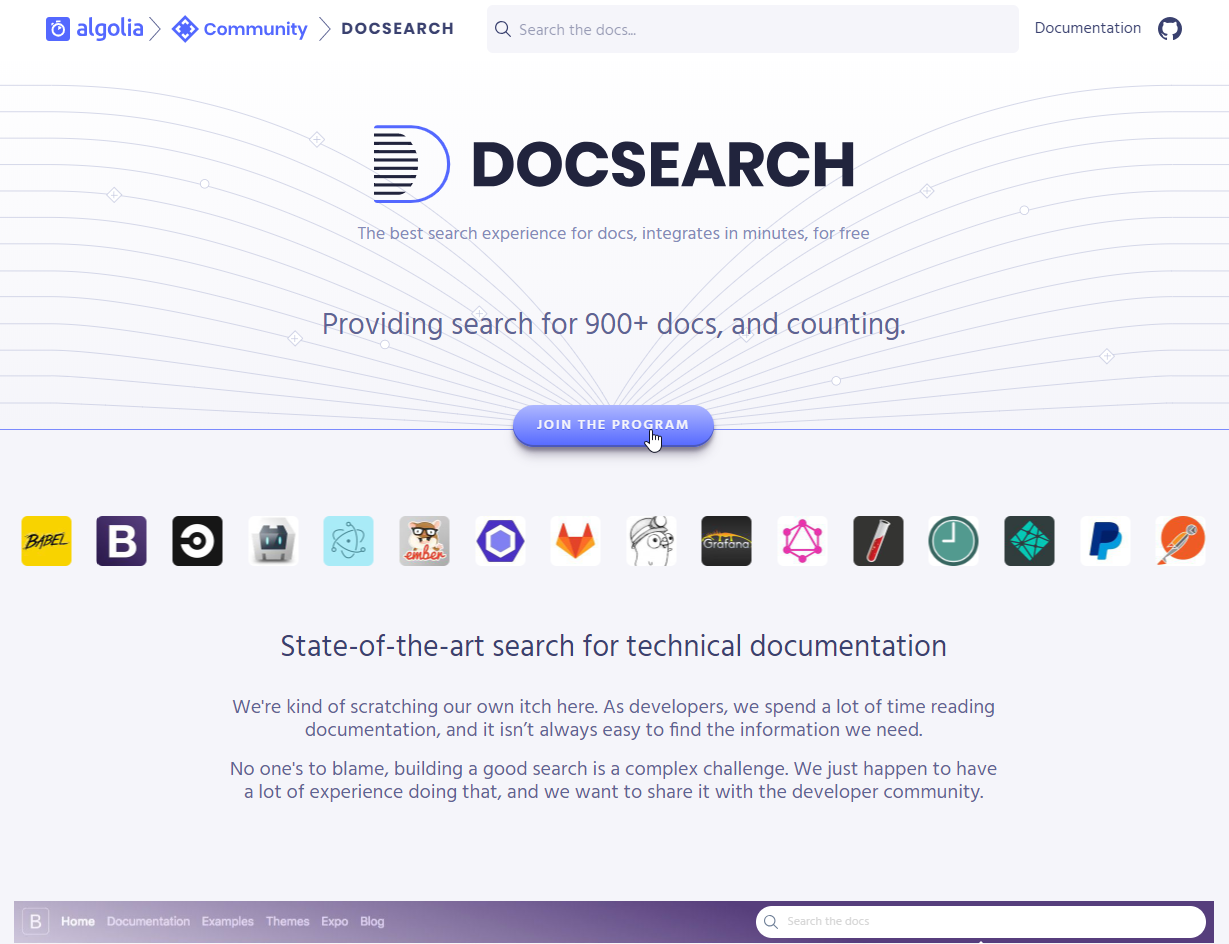 algolia Community DOCSEARCH Search the docs... Documentation
DOCSEARCH
The best search experience for docs, integrates in minutes, for free
Providing search for 900+ docs, and counting.
JOIN THE PROGRAM
BABEL B ember Grafana
State-of-the-art search for technical documentation
We're kind of scratching our own itch here. As developers, we spend a lot of time reading
documentation, and it isn’t always easy to find the information we need.
No one's to blame, building a good search is a complex challenge. We just happen to have
a lot of experience doing that, and we want to share it with the developer community.
B Home Documentation Examples Themes Expo Blog Search the docs